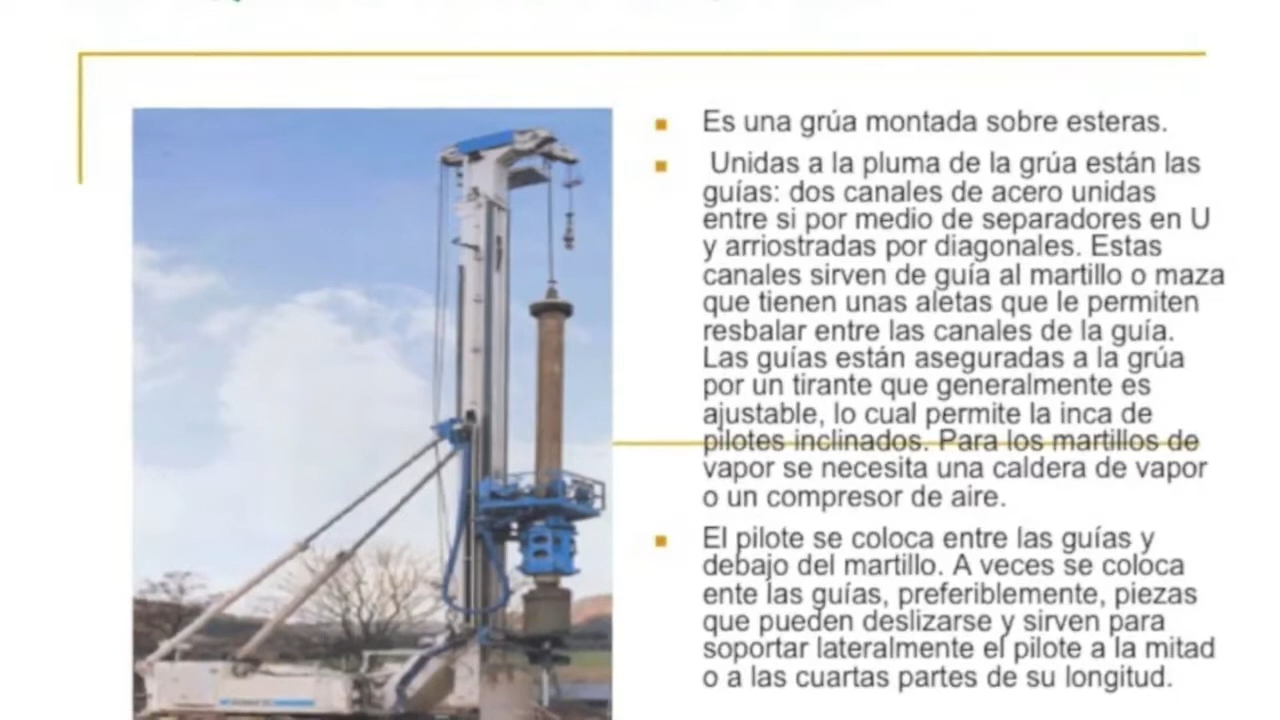 Es una grúa montada sobre esteras.
Unidas a la pluma de la grúa están las
guías: dos canales de acero unidas
entre si por medio de separadores en U
y arriostradas por diagonales. Estas
canales sirven de guía al martillo o maza
que tienen unas aletas que le permiten
resbalar entre las canales de la guía.
Las guías están aseguradas a la grúa
por un tirante que generalmente es
ajustable, lo cual permite la inca de
pilotes inclinados. Para los martillos de
vapor se necesita una caldera de vapor
o un compresor de aire.
El pilote se coloca entre las guías y
debajo del martillo. A veces se coloca
ente las guías, preferiblemente, piezas
que pueden deslizarse y sirven para
soportar lateralmente el pilote a la mitad
o a las cuartas partes de su longitud.